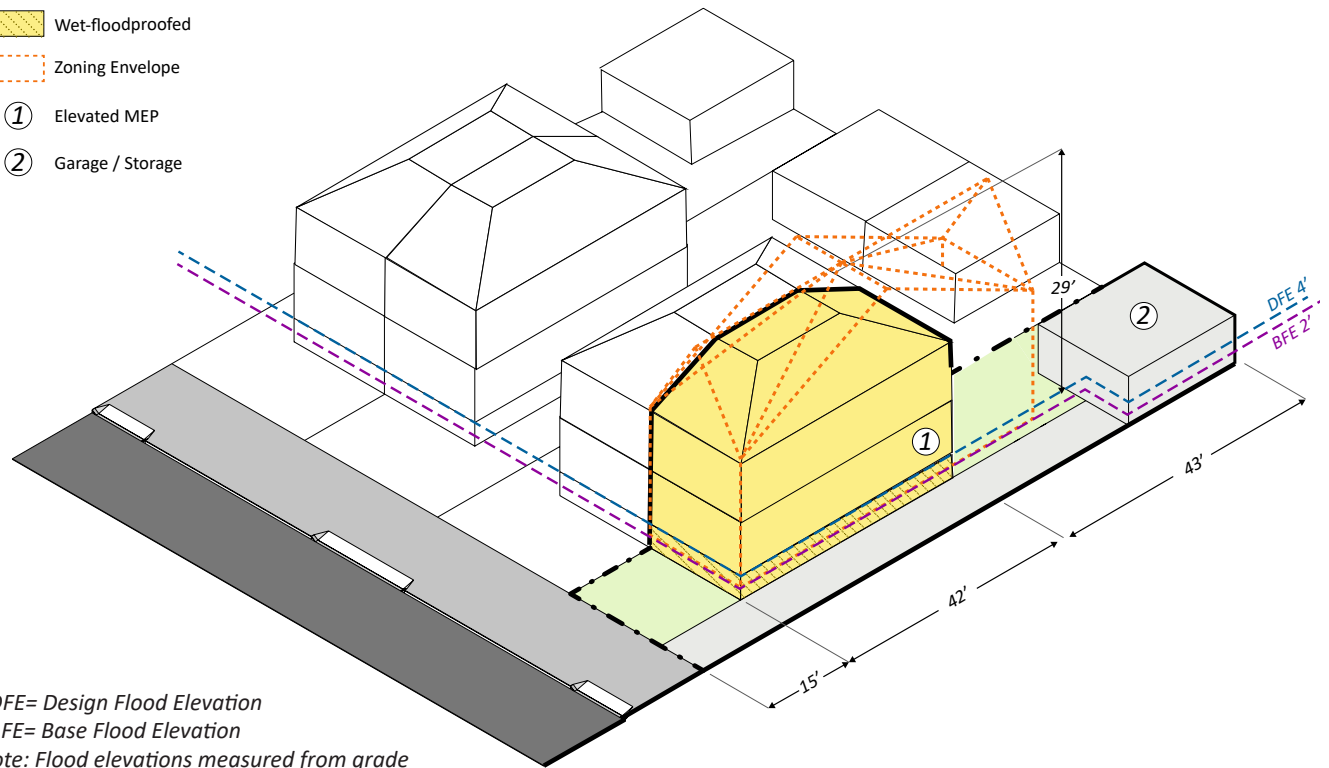 Wet-floodproofed
Zoning Envelope
1 Elevated MEP
2 Garage / Storage
29’
2
DFE 4’
BFE 2’
1
43’
42’
15’
DFE= Design Flood Elevation
FE= Base Flood Elevation
ote: Flood elevations measured from grade